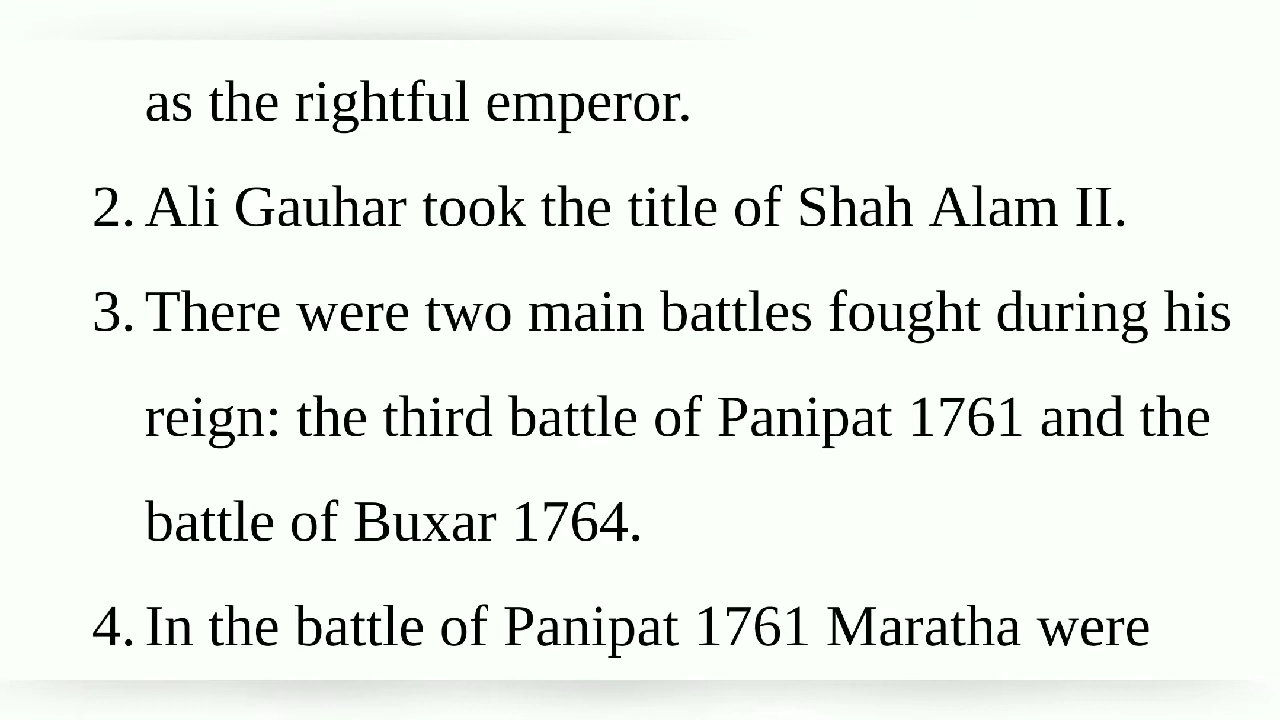 as the rightful emperor.
2. Ali Gauhar took the title of Shah Alam II.
3. There were two main battles fought during his
reign: the third battle of Panipat 1761 and the
battle of Buxar 1764.
4. In the battle of Panipat 1761 Maratha were